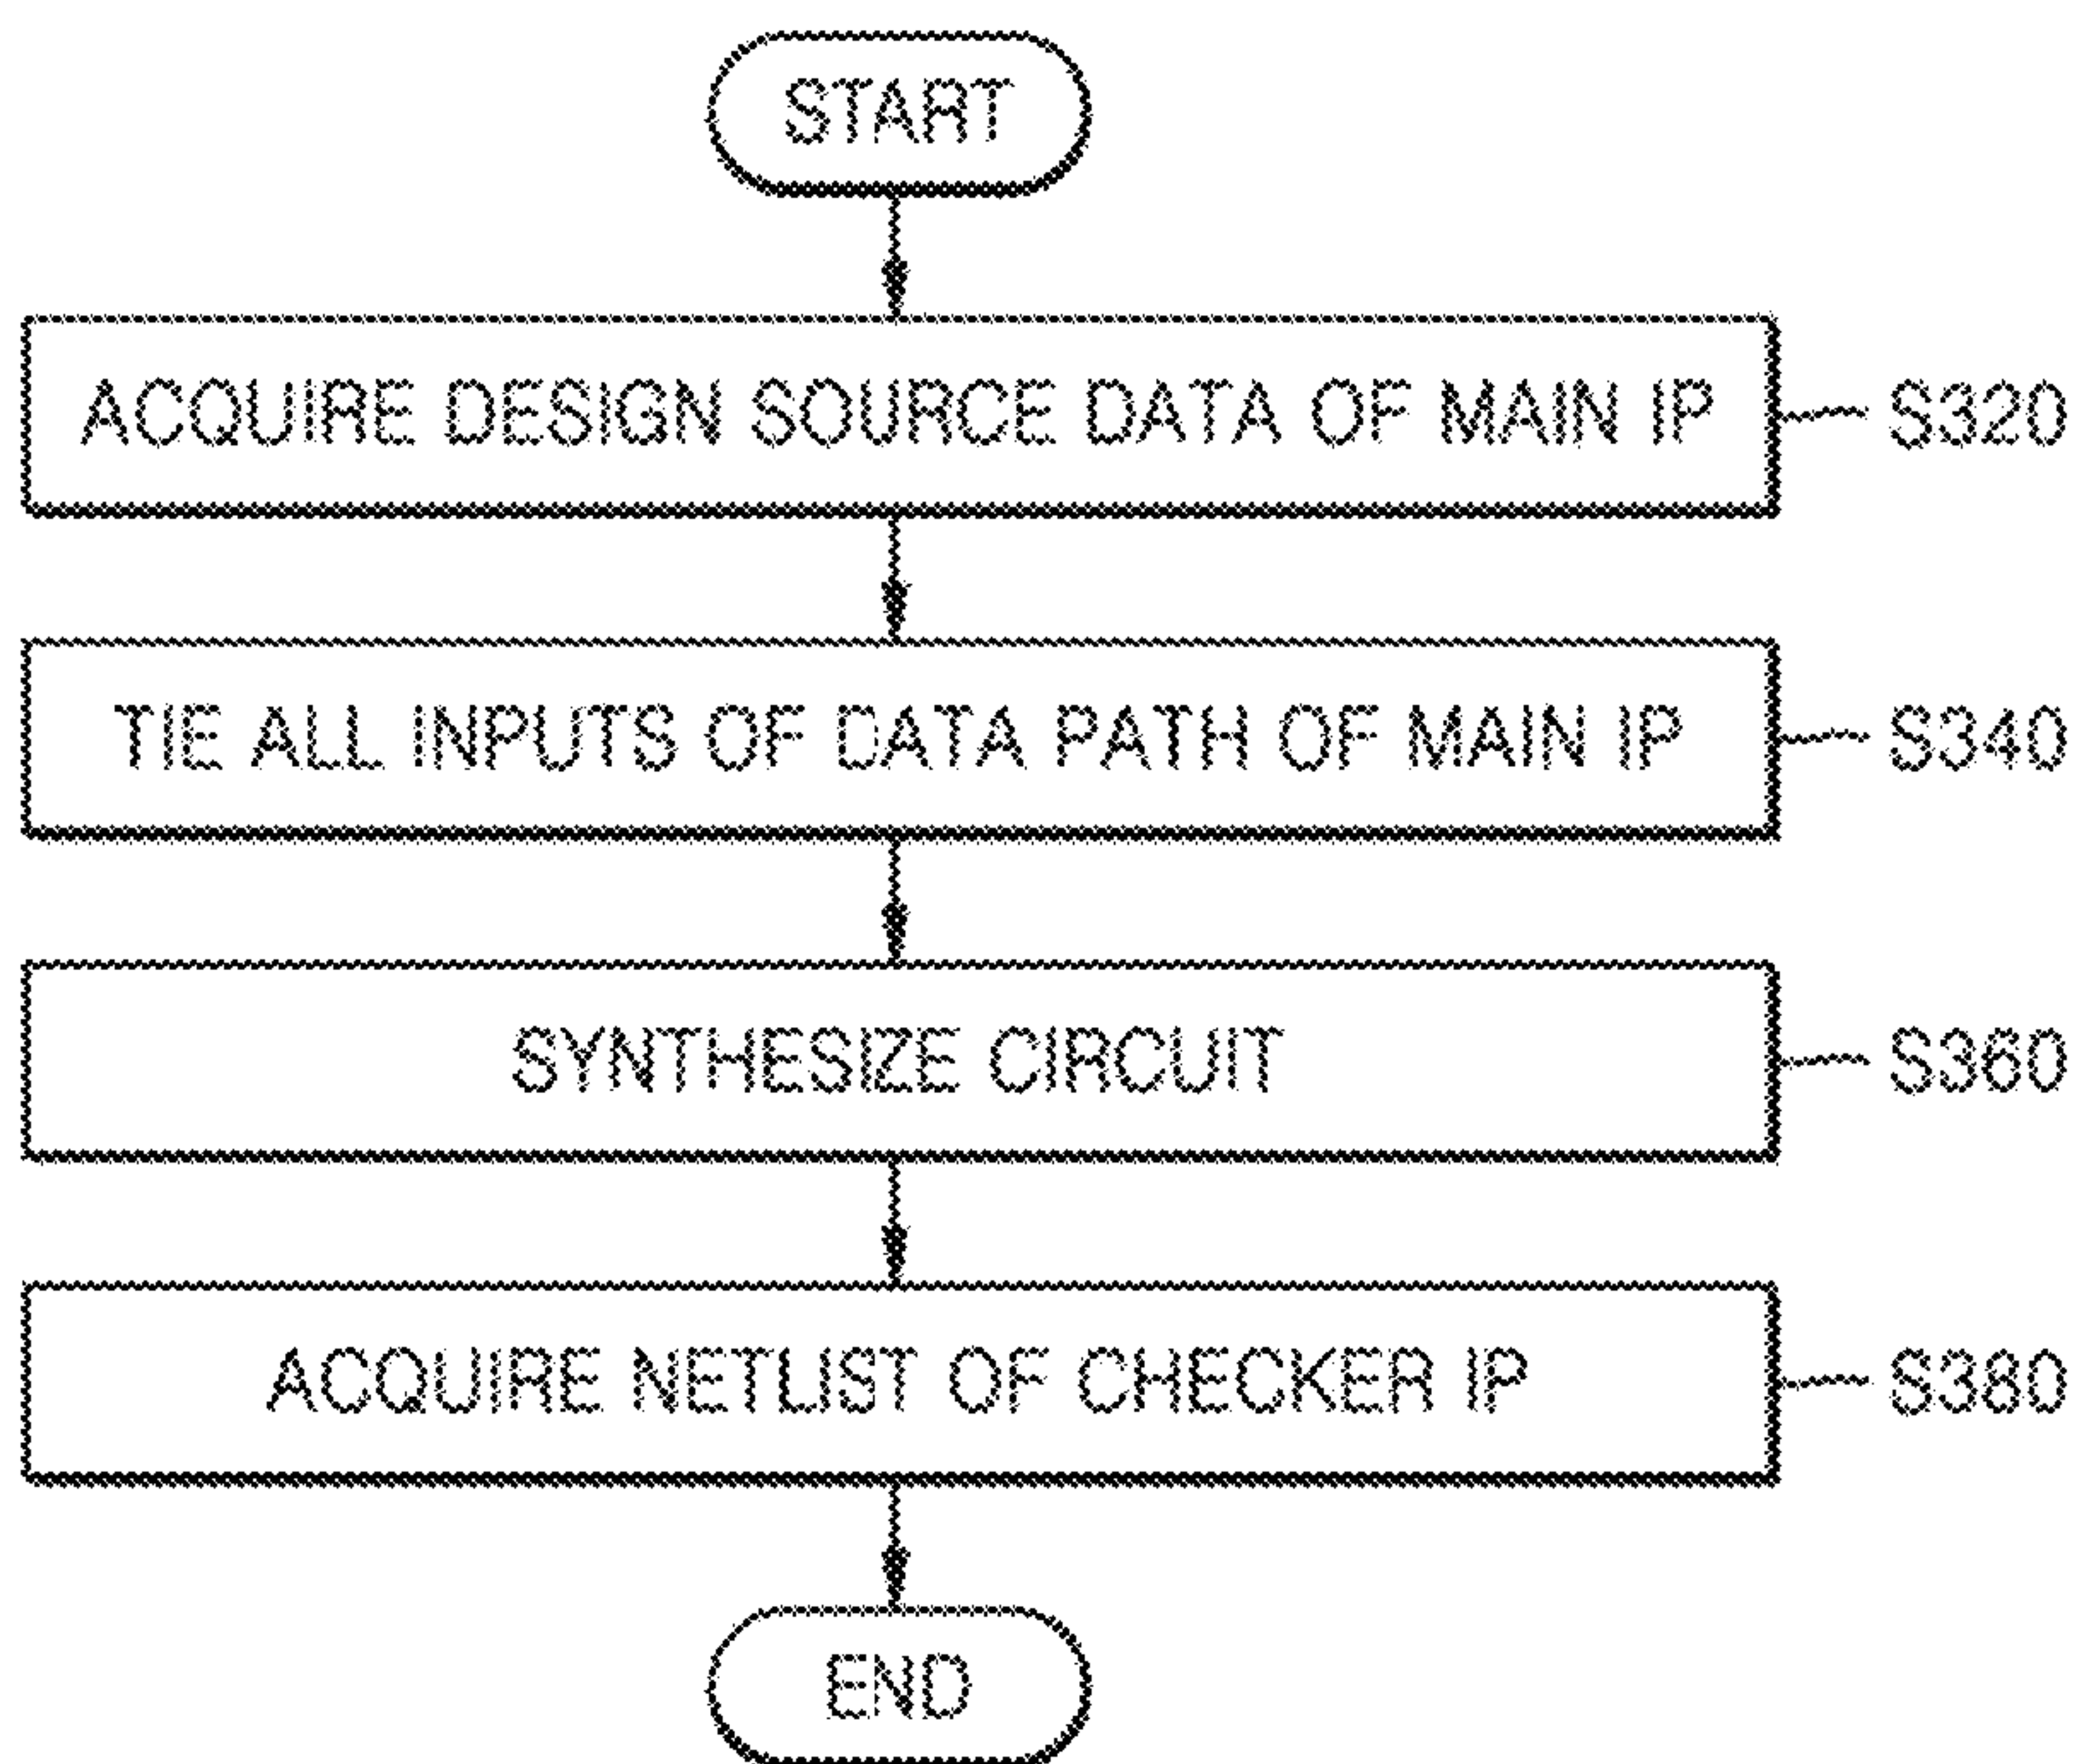 START
ACQUIRE DESIGN SOURCE DATA OF MAIN IP S320
TIE ALL INPUTS OF DATA PATH OF MAIN IP S340
SYNTHESIZE CIRCUIT S360
ACQUIRE NETLIST OF CHECKER IP S380
END